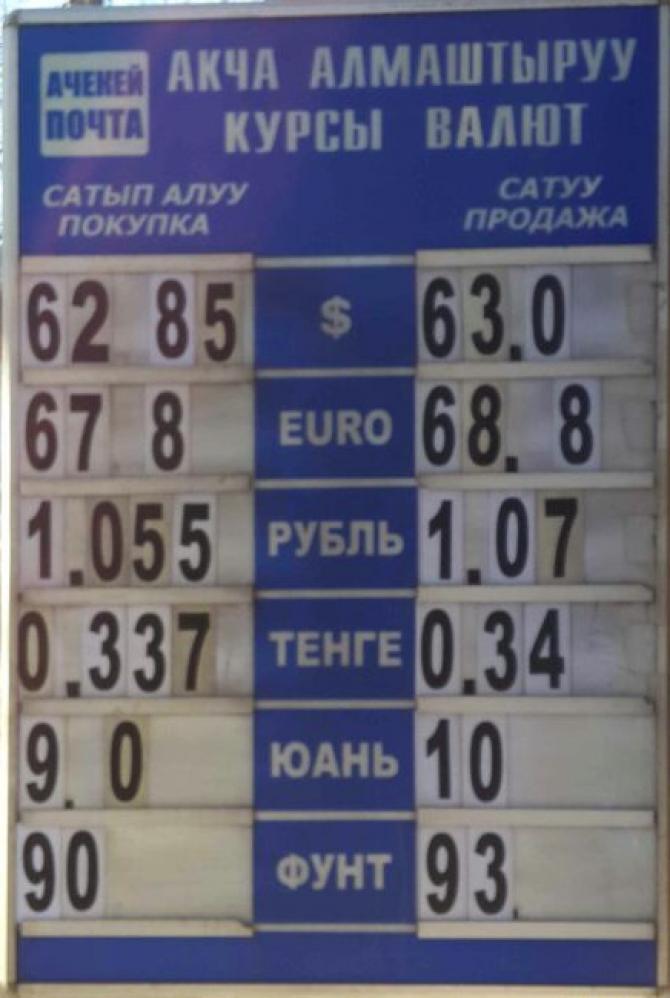 АЧЕКЕЙ
ПОЧТА
АКЧА АЛМАШТЫРУУ
КУРСЫ ВАЛЮТ
САТЫП АЛУУ
ПОКУПКА
САТУУ
ПРОДАЖА
62 85 $ 63.0
67 8 EURO 68. 8
1.055 РУБЛЬ 1.07
0.337 ТЕНГЕ 0.34
9. 0 ЮАНЬ 10
90 ФУНТ 93.